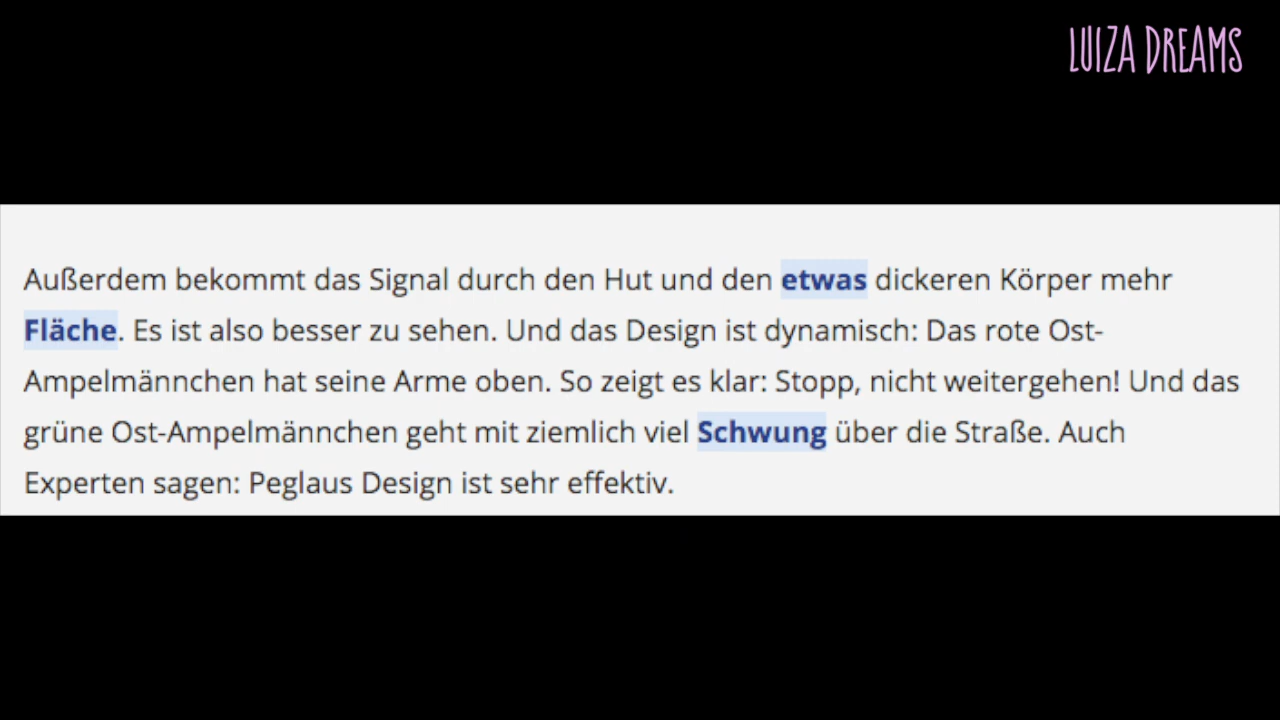 LUIZA DREAMS
Außerdem bekommt das Signal durch den Hut und den etwas dickeren Körper mehr
Fläche. Es ist also besser zu sehen. Und das Design ist dynamisch: Das rote Ost-
Ampelmännchen hat seine Arme oben. So zeigt es klar: Stopp, nicht weitergehen! Und das
grüne Ost-Ampelmännchen geht mit ziemlich viel Schwung über die Straße. Auch
Experten sagen: Peglaus Design ist sehr effektiv.